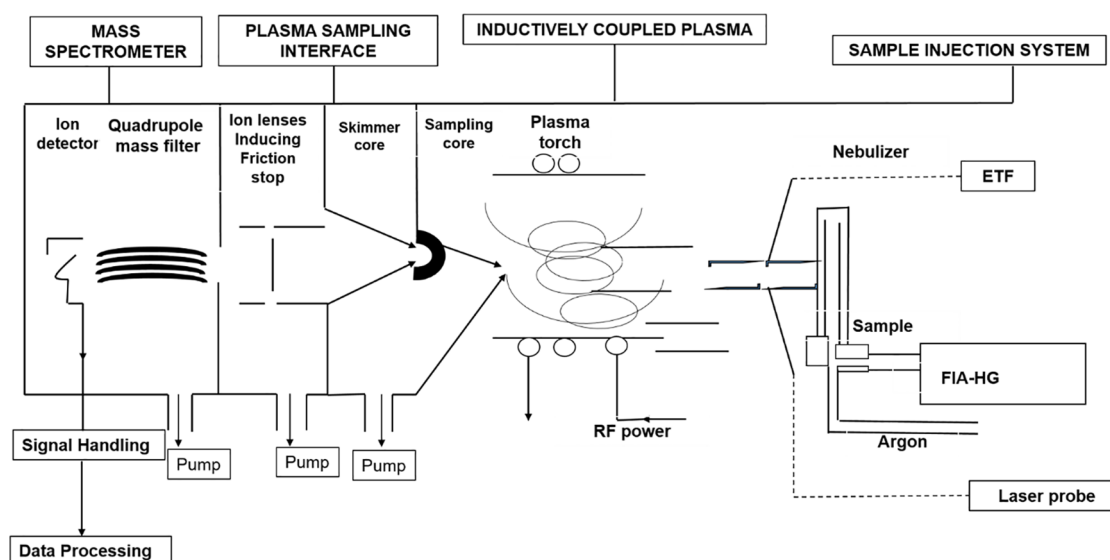 MASS
SPECTROMETER
PLASMA SAMPLING
INTERFACE
INDUCTIVELY COUPLED PLASMA
SAMPLE INJECTION SYSTEM
Ion
detector
Quadrupole
mass filter
Ion lenses
Inducing
Friction
stop
Skimmer
core
Sampling
core
Plasma
torch
Nebulizer
ETF
Sample
FIA-HG
Argon
RF power
Laser probe
Signal Handling
Pump
Pump
Pump
Data Processing